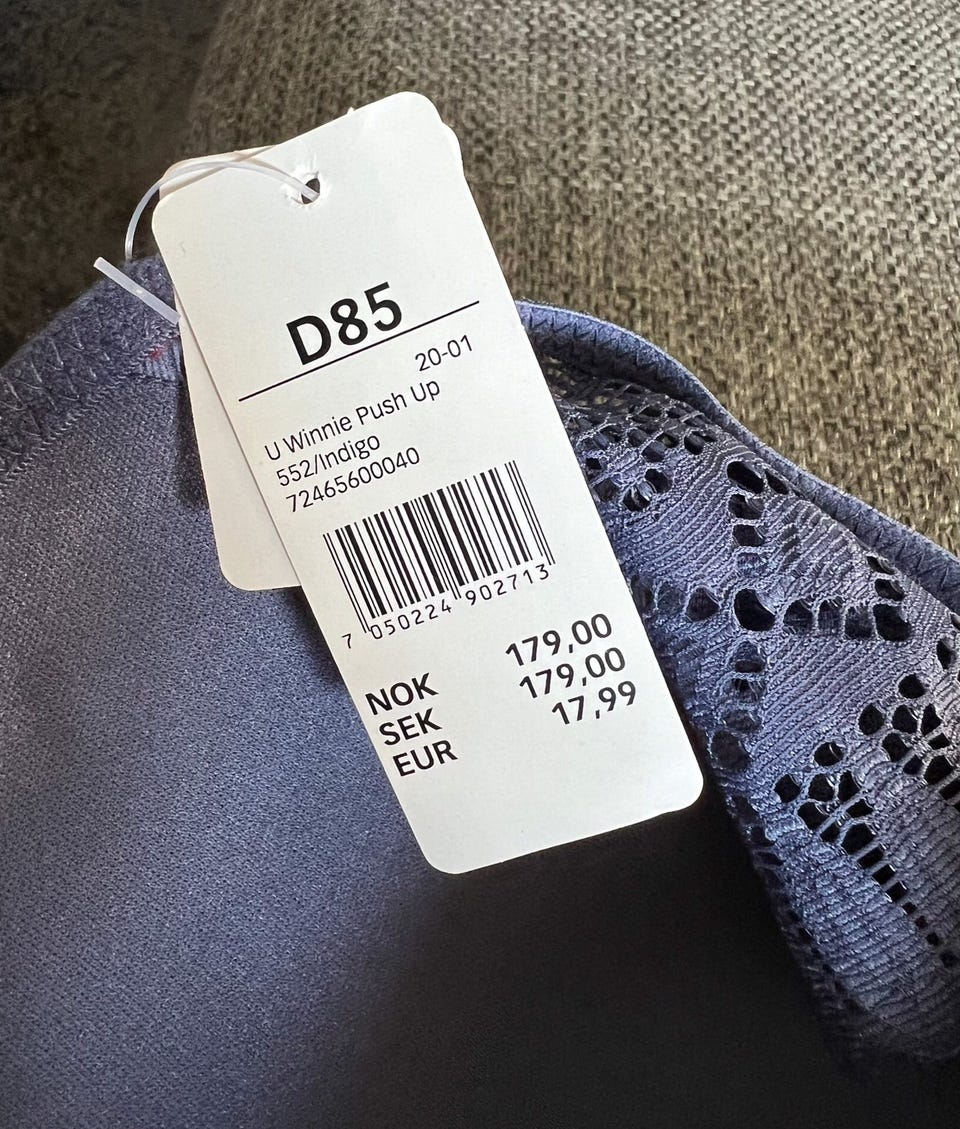 D85
20-01
U Winnie Push Up
552/Indigo
72465600040
7 050224 902713
NOK 179,00
SEK 179,00
EUR 17,99